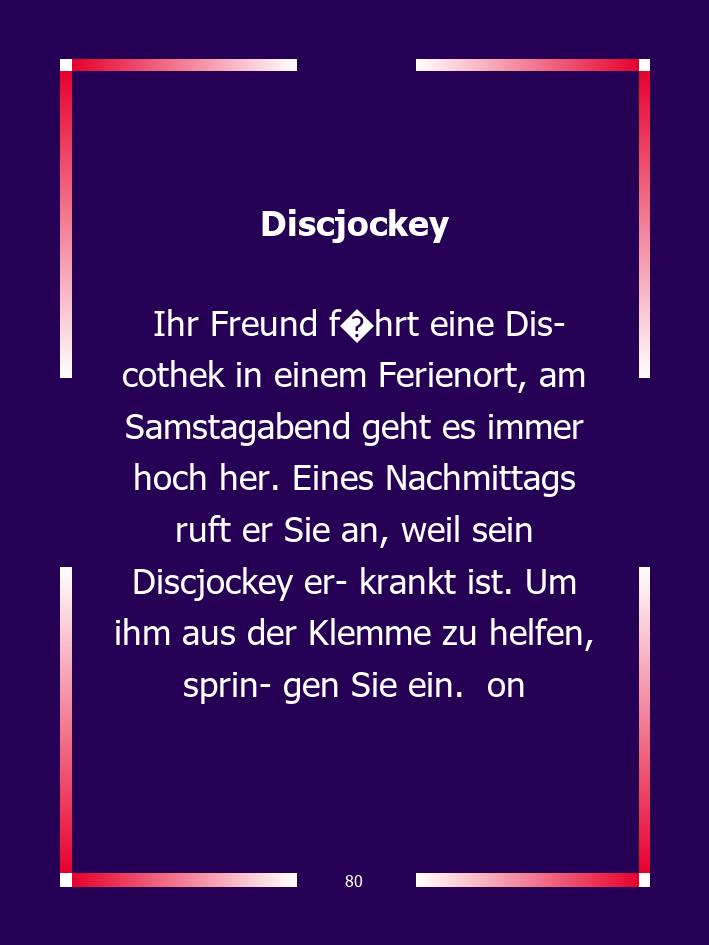 Discjockey
Ihr Freund f�hrt eine Dis-
cothek in einem Ferienort, am
Samstagabend geht es immer
hoch her. Eines Nachmittags
ruft er Sie an, weil sein
Discjockey er- krankt ist. Um
ihm aus der Klemme zu helfen,
sprin- gen Sie ein.  on
80